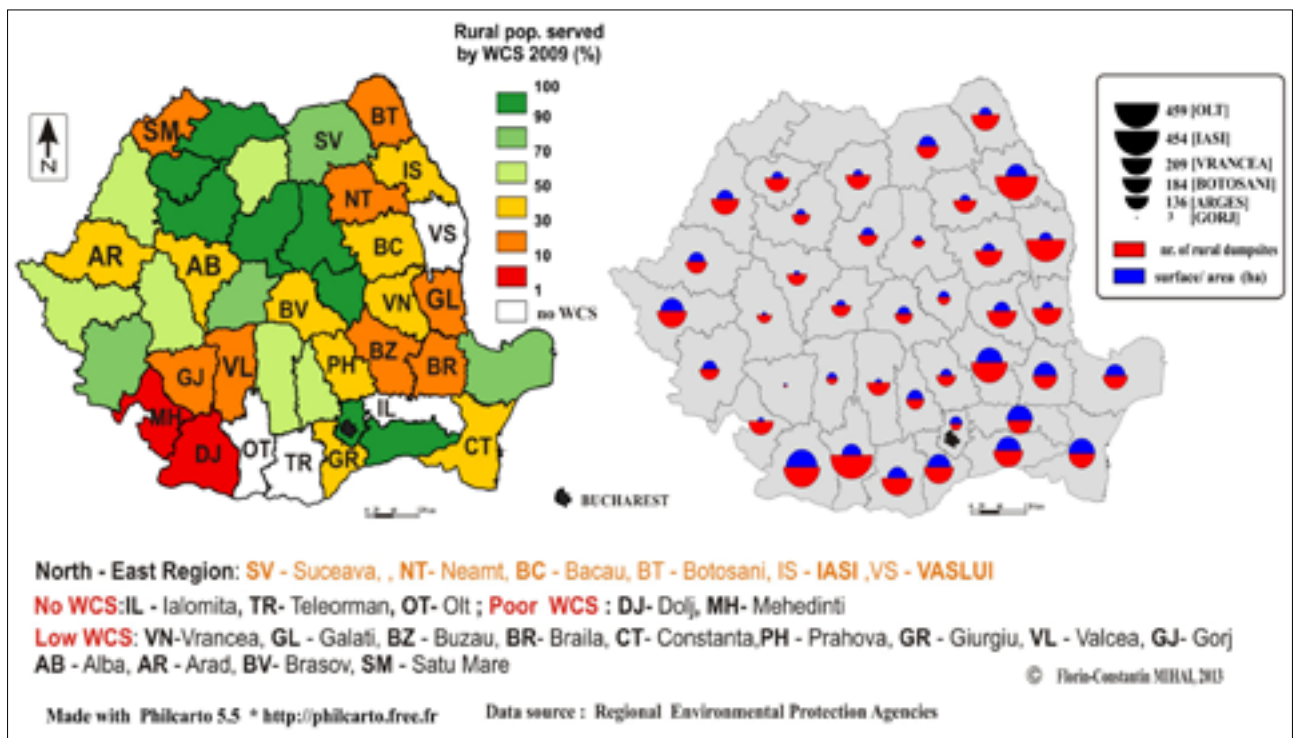 Rural pop. served
by WCS 2009 (%)
100
90
70
50
30
10
1
no WCS
N
SM
BT
SV
IS
NT
VS
BC
AR
AB
BV
VN
GL
PH
BZ
BR
GJ
VL
MH
DJ
OT
TR
IL
GR
CT
BUCHAREST
459 [OLT]
454 [IASI]
209 [VRANCEA]
184 [BOTOSANI]
136 [ARGES]
3 [GORJ]
nr. of rural dumpsites
surface/ area (ha)
North - East Region: SV - Suceava, , NT- Neamt, BC - Bacau, BT - Botosani, IS - IASI ,VS - VASLUI
No WCS:IL - Ialomita, TR- Teleorman, OT- Olt ; Poor WCS : DJ- Dolj, MH- Mehedinti
Low WCS: VN-Vrancea, GL - Galati, BZ - Buzau, BR- Braila, CT- Constanta,PH - Prahova, GR - Giurgiu, VL - Valcea, GJ- Gorj
AB - Alba, AR - Arad, BV- Brasov, SM - Satu Mare
© Florin-Constantin MIHAI, 2013
Made with Philcarto 5.5 * http://philcarto.free.fr Data source : Regional Environmental Protection Agencies